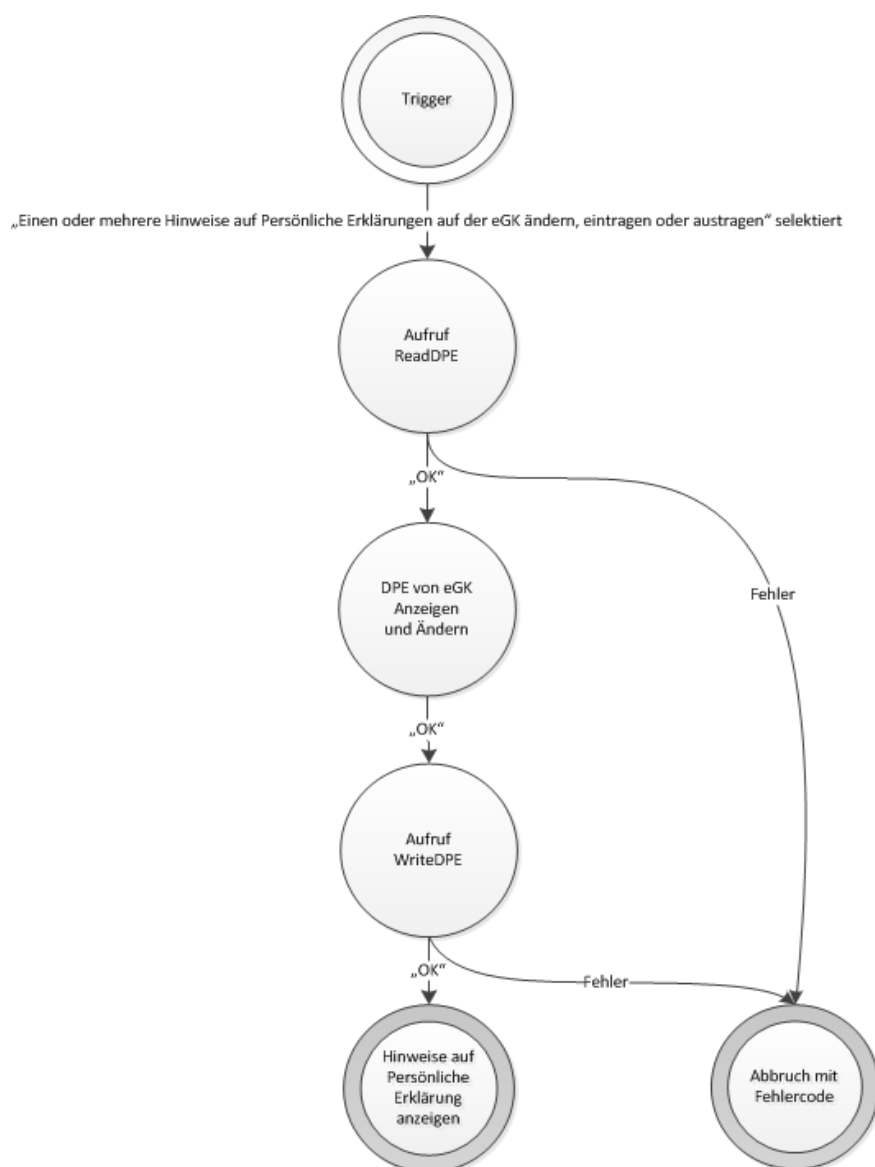 Trigger
„Einen oder mehrere Hinweise auf Persönliche Erklärungen auf der eGK ändern, eintragen oder austragen“ selektiert
Aufruf
ReadDPE
„OK“
DPE von eGK
Anzeigen
und Ändern
Fehler
„OK“
Aufruf
WriteDPE
„OK“
Fehler
Hinweise auf
Persönliche
Erklärung
anzeigen
Abbruch mit
Fehlercode